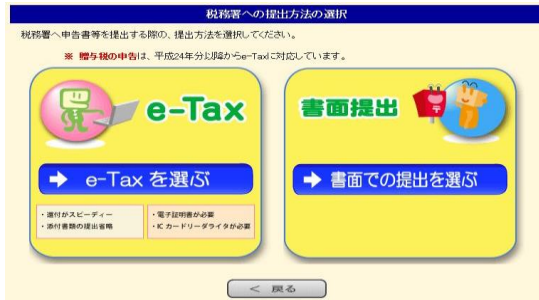 税務署への提出方法の選択
税務署へ申告書等を提出する際の、提出方法を選択してください。
※ 贈与税の申告は、平成24年分以降からe-Taxに対応しています。
e-Tax
➔ e-Tax を選ぶ
・還付がスピーディー
・添付書類の提出省略
・電子証明書が必要
・ICカードリーダライタが必要
書面提出
➔ 書面での提出を選ぶ
< 戻る